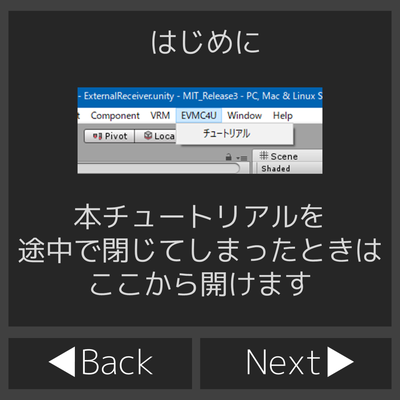 はじめに
- ExternalReceiver.unity - MIT_Release3 - PC, Mac & Linux S
t Component VRM EVMC4U Window Help
Pivot Loca チュートリアル
Scene
Shaded
本チュートリアルを
途中で閉じてしまったときは
ここから開けます
◀Back Next▶